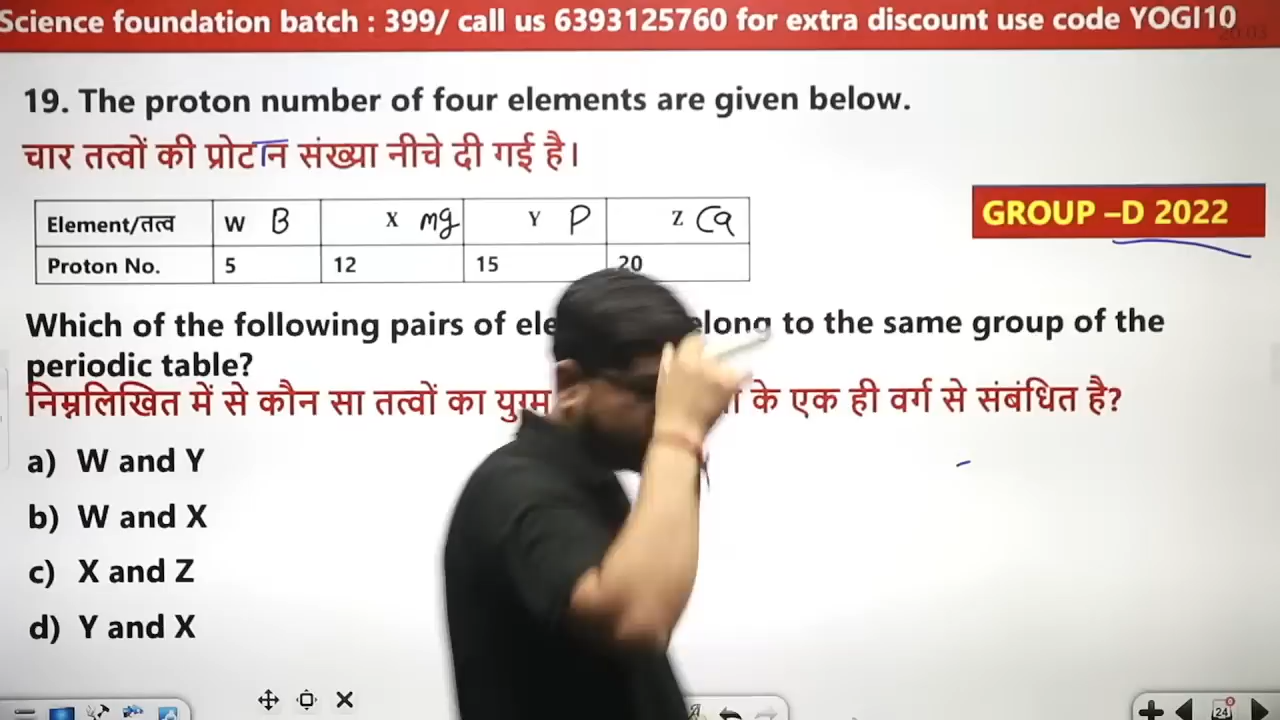 Science foundation batch : 399/ call us 6393125760 for extra discount use code YOGI10
20:03
19. The proton number of four elements are given below.
चार तत्वों की प्रोटान संख्या नीचे दी गई है।
Element/तत्व W B X mg Y P Z Ca
Proton No. 5 12 15 20
GROUP –D 2022
Which of the following pairs of to the same group of the
periodic table?
निम्नलिखित में से कौन सा तत्वों का युग्म के एक ही वर्ग से संबंधित है?
a) W and Y
b) W and X
c) X and Z
d) Y and X
24